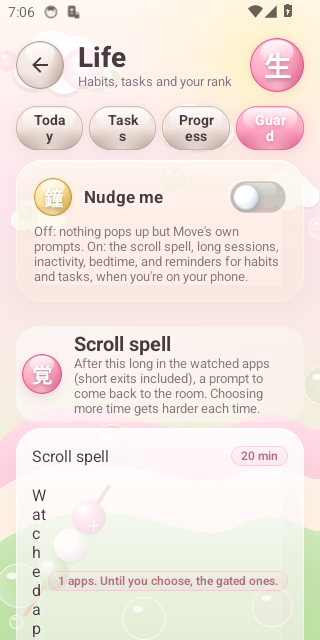 7:06
Life
生
Habits, tasks and your rank
Toda
y
Task
s
Progr
ess
Guar
d
鐘
Nudge me
Off: nothing pops up but Move's own
prompts. On: the scroll spell, long sessions,
inactivity, bedtime, and reminders for habits
and tasks, when you're on your phone.
覚
Scroll spell
After this long in the watched apps
(short exits included), a prompt to
come back to the room. Choosing
more time gets harder each time.
Scroll spell
20 min
W
at
c
h
e
d
a
p
1 apps. Until you choose, the gated ones.